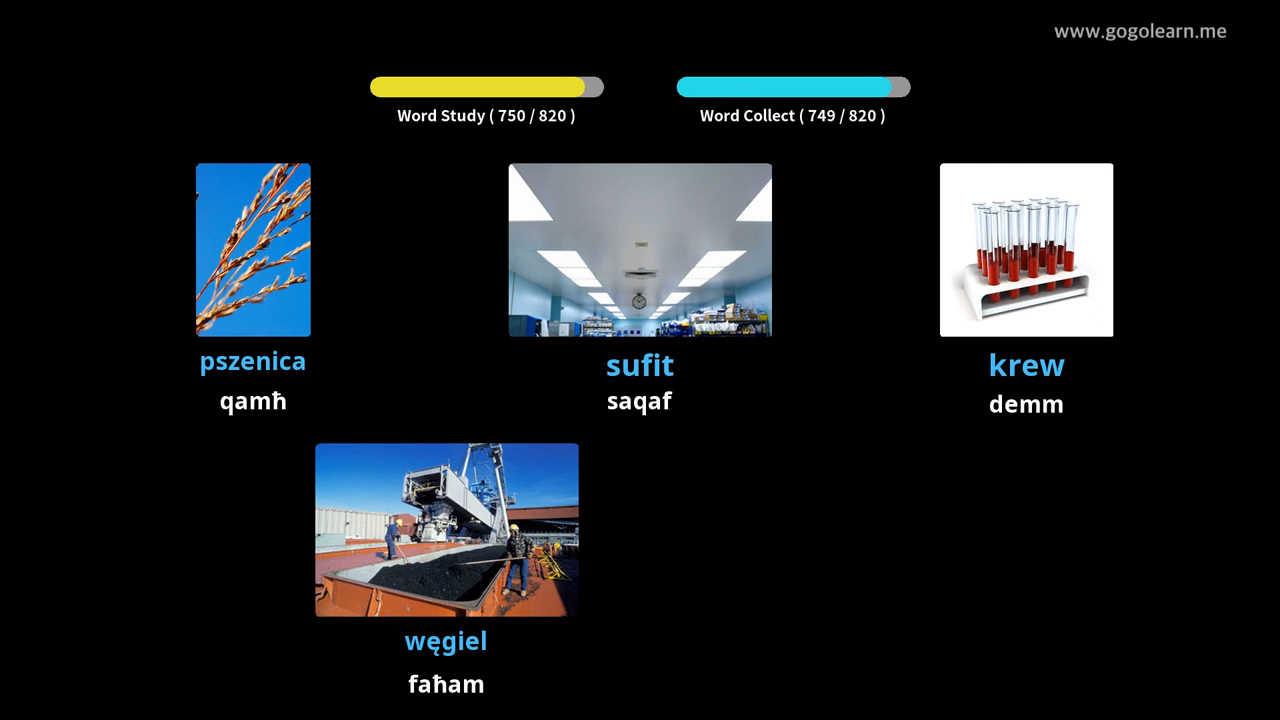 www.gogolearn.me
Word Study ( 750 / 820 )
Word Collect ( 749 / 820 )
pszenica
qamħ
sufit
saqaf
krew
demm
węgiel
faħam